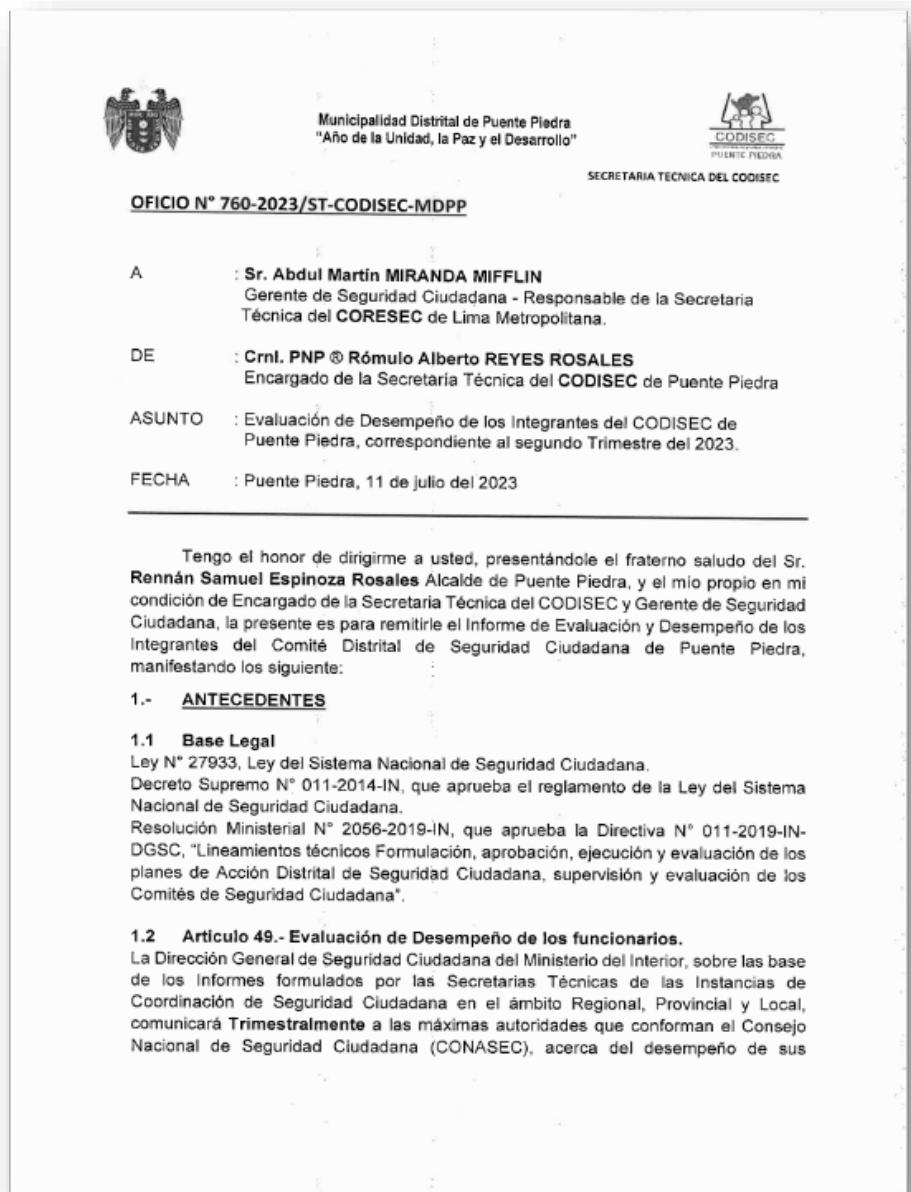 Municipalidad Distrital de Puente Piedra
"Año de la Unidad, la Paz y el Desarrollo"
CODISEC
PUENTE PIEDRA
SECRETARIA TECNICA DEL CODISEC
OFICIO N° 760-2023/ST-CODISEC-MDPP
A : Sr. Abdul Martín MIRANDA MIFFLIN
Gerente de Seguridad Ciudadana - Responsable de la Secretaria
Técnica del CORESEC de Lima Metropolitana.
DE : Crnl. PNP ® Rómulo Alberto REYES ROSALES
Encargado de la Secretaria Técnica del CODISEC de Puente Piedra
ASUNTO : Evaluación de Desempeño de los Integrantes del CODISEC de
Puente Piedra, correspondiente al segundo Trimestre del 2023.
FECHA : Puente Piedra, 11 de julio del 2023
Tengo el honor de dirigirme a usted, presentándole el fraterno saludo del Sr.
Rennán Samuel Espinoza Rosales Alcalde de Puente Piedra, y el mío propio en mi
condición de Encargado de la Secretaria Técnica del CODISEC y Gerente de Seguridad
Ciudadana, la presente es para remitirle el Informe de Evaluación y Desempeño de los
Integrantes del Comité Distrital de Seguridad Ciudadana de Puente Piedra,
manifestando los siguiente:
1.- ANTECEDENTES
1.1 Base Legal
Ley N° 27933, Ley del Sistema Nacional de Seguridad Ciudadana.
Decreto Supremo N° 011-2014-IN, que aprueba el reglamento de la Ley del Sistema
Nacional de Seguridad Ciudadana.
Resolución Ministerial N° 2056-2019-IN, que aprueba la Directiva N° 011-2019-IN-
DGSC, "Lineamientos técnicos Formulación, aprobación, ejecución y evaluación de los
planes de Acción Distrital de Seguridad Ciudadana, supervisión y evaluación de los
Comités de Seguridad Ciudadana".
1.2 Articulo 49.- Evaluación de Desempeño de los funcionarios.
La Dirección General de Seguridad Ciudadana del Ministerio del Interior, sobre las base
de los Informes formulados por las Secretarias Técnicas de las Instancias de
Coordinación de Seguridad Ciudadana en el ámbito Regional, Provincial y Local,
comunicará Trimestralmente a las máximas autoridades que conforman el Consejo
Nacional de Seguridad Ciudadana (CONASEC), acerca del desempeño de sus